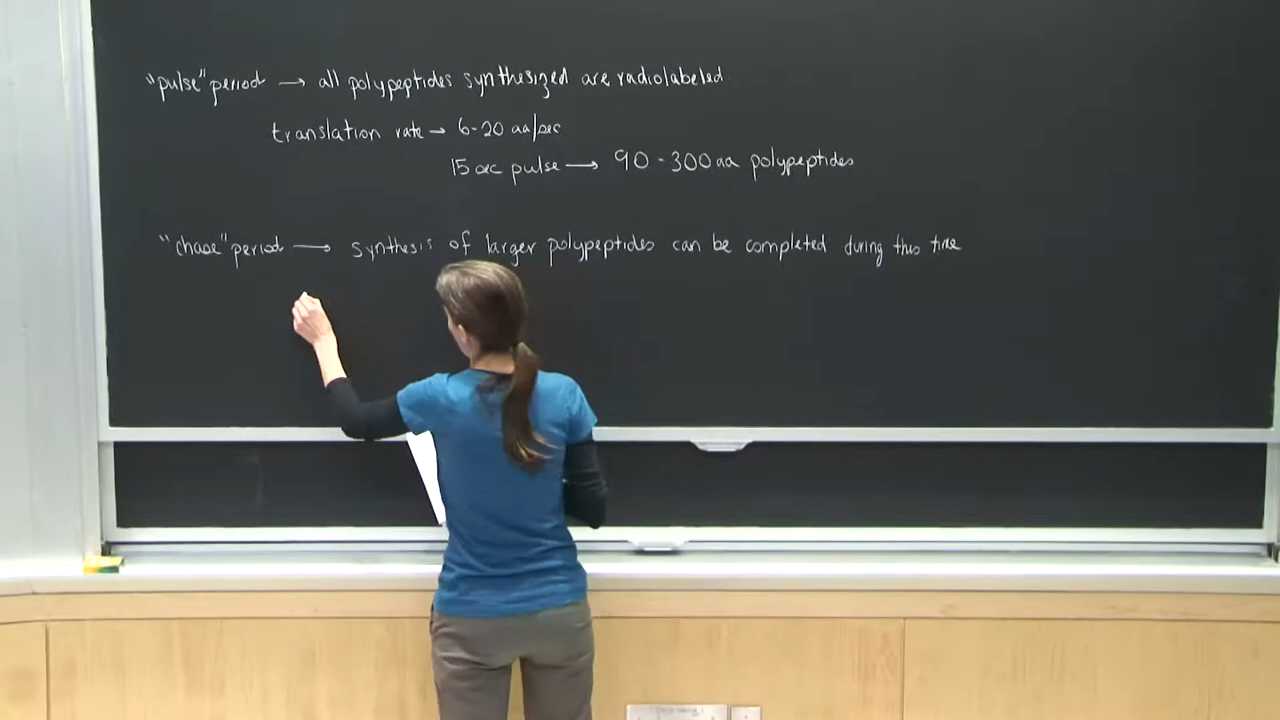 "pulse" period → all polypeptides synthesized are radiolabeled
translation rate → 6-20 aa/sec
15 sec pulse → 90-300 aa polypeptides
"chase" period → synthesis of larger polypeptides can be completed during this time